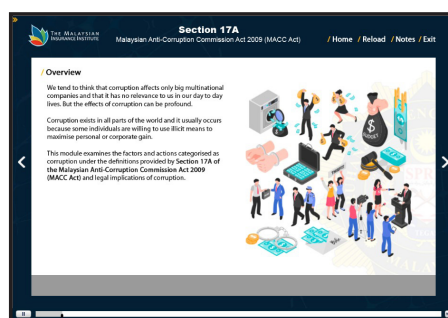 THE MALAYSIAN
INSURANCE INSTITUTE
Section 17A
Malaysian Anti-Corruption Commission Act 2009 (MACC Act)
/ Home / Reload / Notes / Exit
/ Overview
We tend to think that corruption affects only big multinational
companies and that it has no relevance to us in our day to day
lives. But the effects of corruption can be profound.
Corruption exists in all parts of the world and it usually occurs
because some individuals are willing to use illicit means to
maximise personal or corporate gain.
This module examines the factors and actions categorised as
corruption under the definitions provided by Section 17A of
the Malaysian Anti-Corruption Commission Act 2009
(MACC Act) and legal implications of corruption.
$
BUDGET